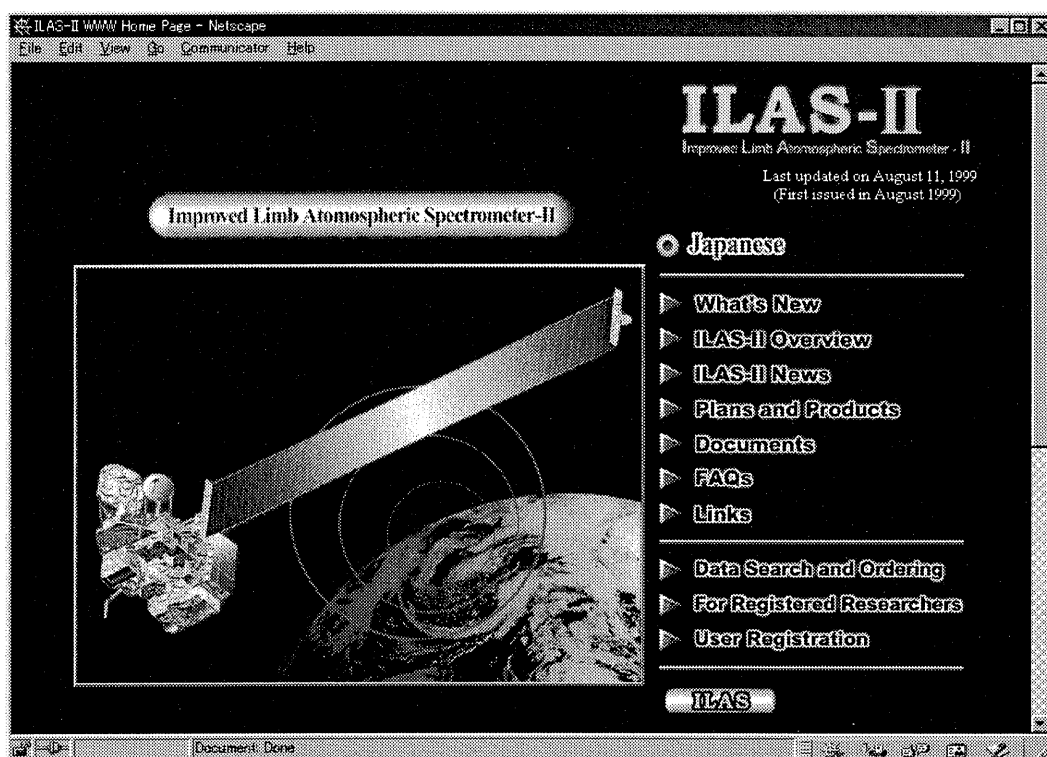 ILAS-II WWW Home Page - Netscape
File Edit View Go Communicator Help
ILAS-II
Improved Limb Atomospheric Spectrometer - II
Last updated on August 11, 1999
(First issued in August 1999)
Improved Limb Atomospheric Spectrometer-II
Japanese
What's New
ILAS-II Overview
ILAS-II News
Plans and Products
Documents
FAQs
Links
Data Search and Ordering
For Registered Researchers
User Registration
ILAS
Document: Done